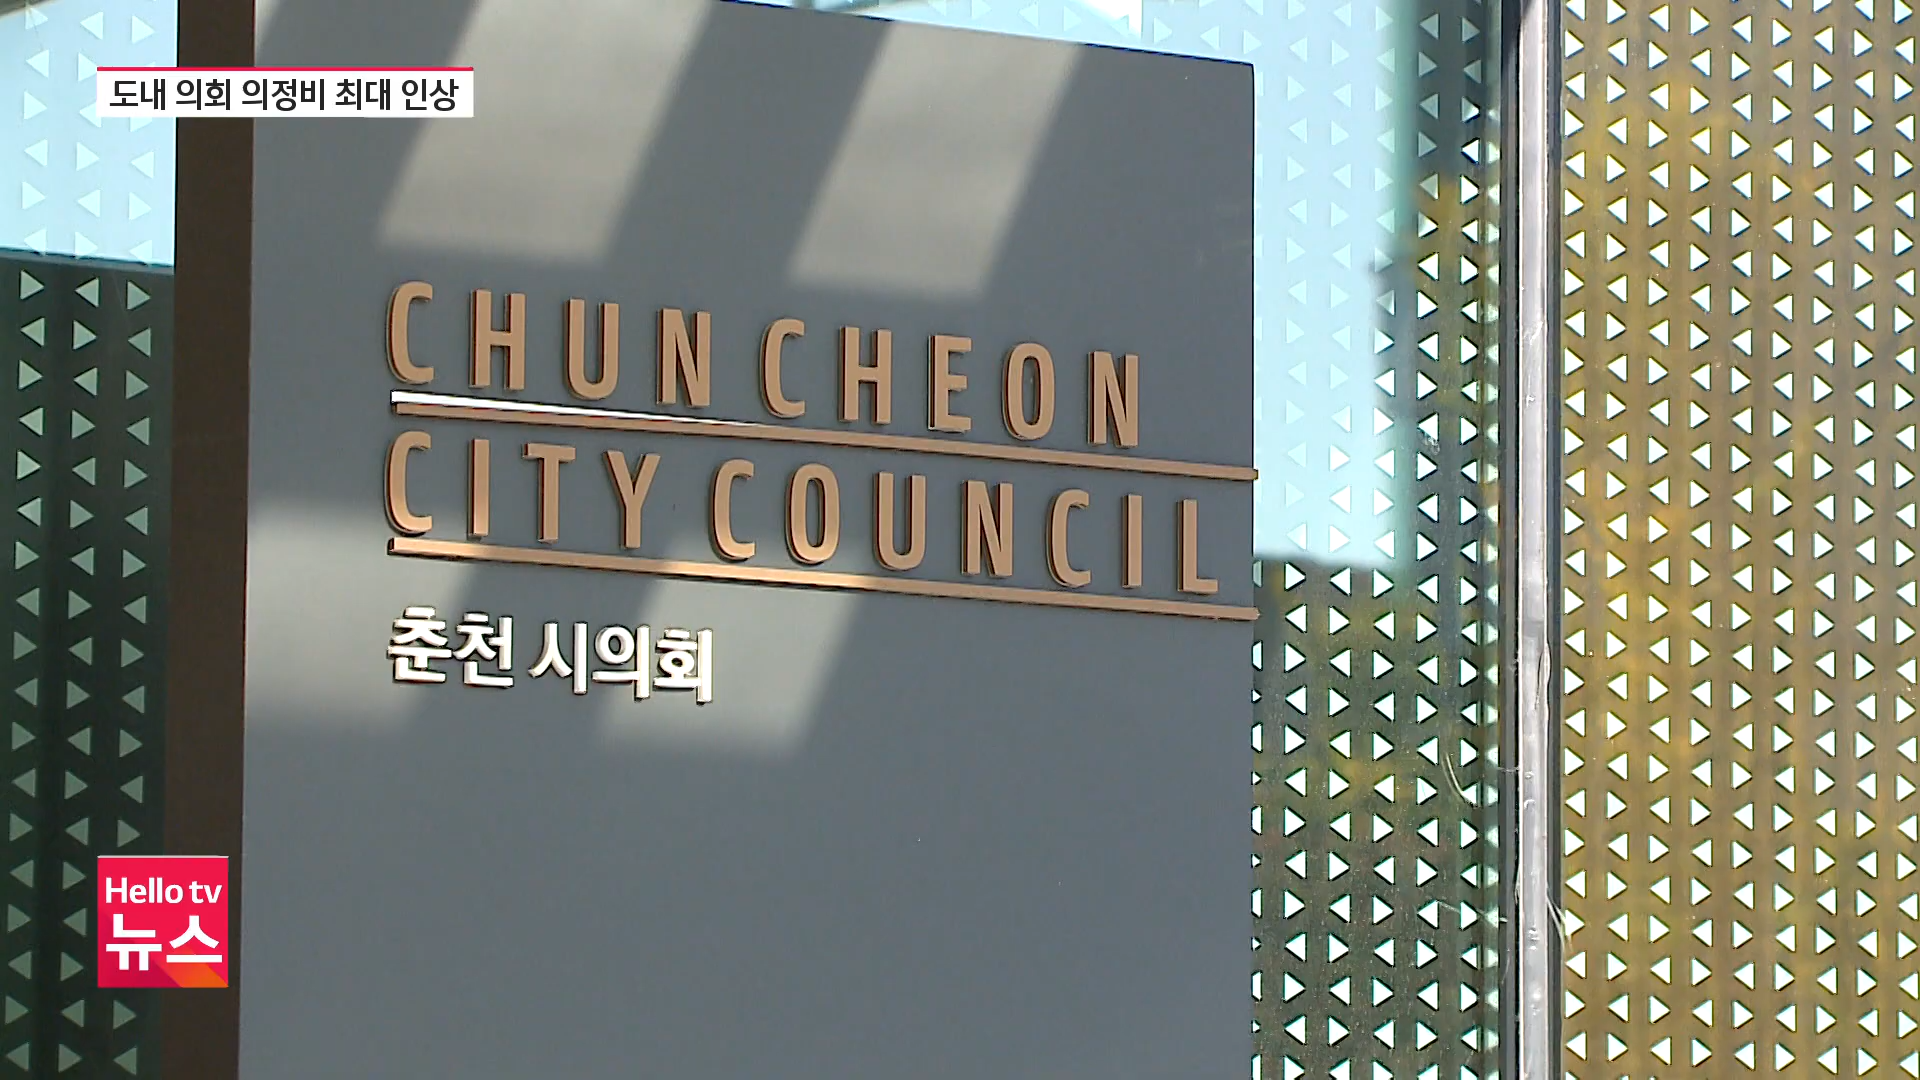 도내 의회 의정비 최대 인상
CHUNCHEON
CITY COUNCIL
춘천 시의회
Hello tv
뉴스